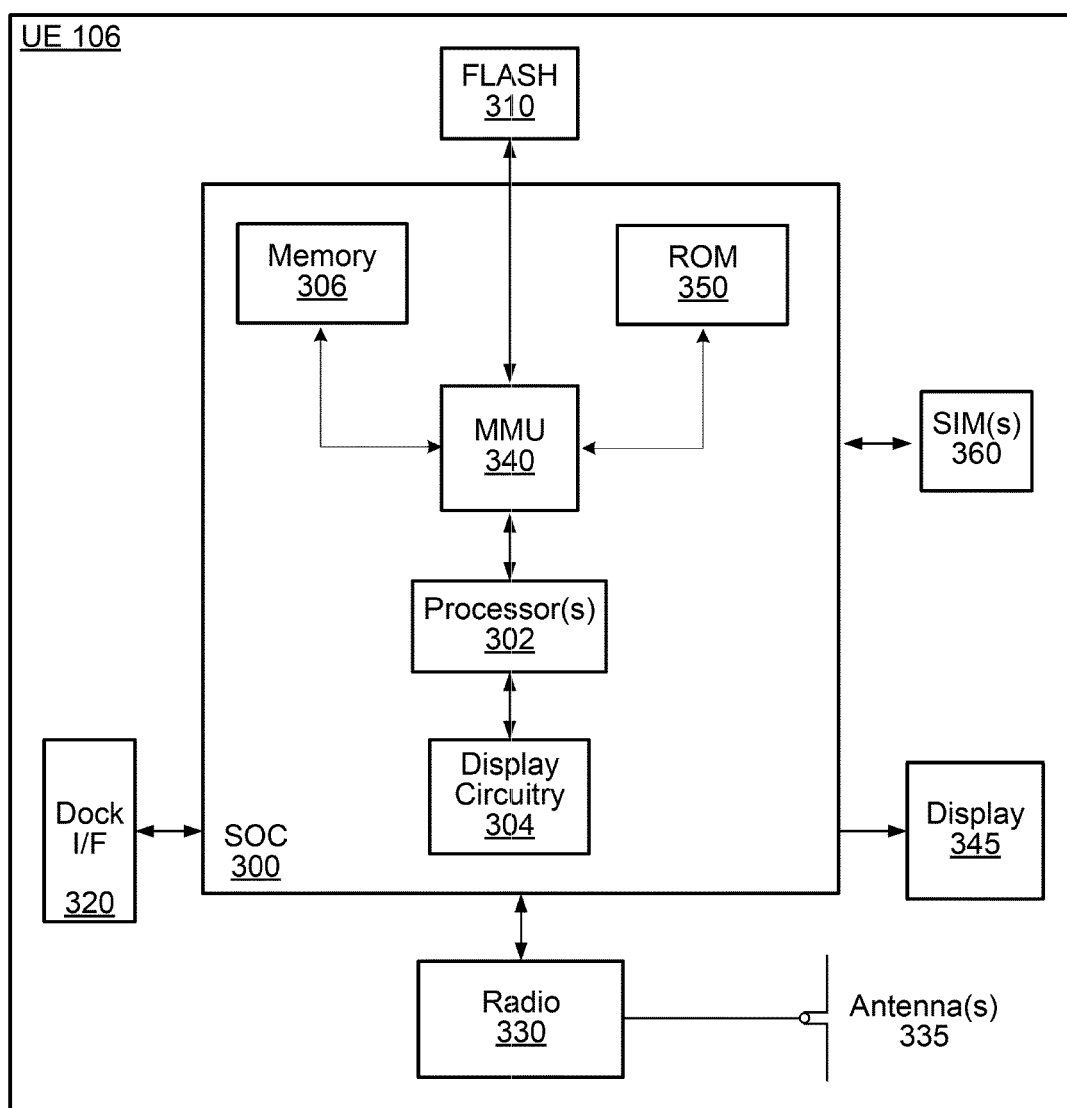 UE 106
FLASH
310
Memory
306
ROM
350
MMU
340
SIM(s)
360
Processor(s)
302
Display
Circuitry
304
Dock
I/F
320
SOC
300
Display
345
Radio
330
Antenna(s)
335